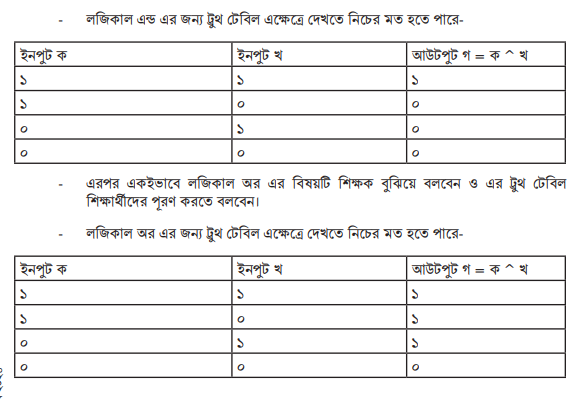 - লজিকাল এন্ড এর জন্য ট্রুথ টেবিল এক্ষেত্রে দেখতে নিচের মত হতে পারে-
ইনপুট ক ইনপুট খ আউটপুট গ = ক ^ খ
১ ১ ১
১ ০ ০
০ ১ ০
০ ০ ০
- এরপর একইভাবে লজিকাল অর এর বিষয়টি শিক্ষক বুঝিয়ে বলবেন ও এর ট্রুথ টেবিল
শিক্ষার্থীদের পূরণ করতে বলবেন।
- লজিকাল অর এর জন্য ট্রুথ টেবিল এক্ষেত্রে দেখতে নিচের মত হতে পারে-
ইনপুট ক ইনপুট খ আউটপুট গ = ক ^ খ
১ ১ ১
১ ০ ১
০ ১ ১
০ ০ ০